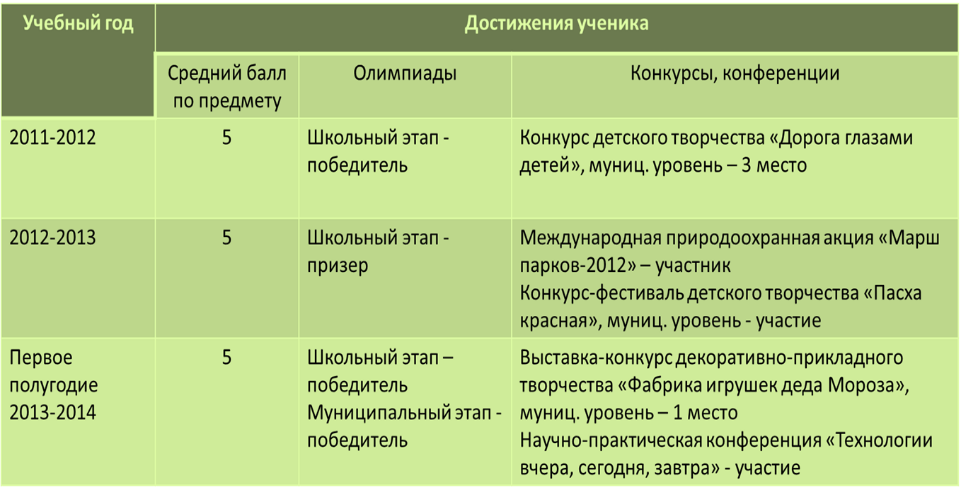 Учебный год
Достижения ученика
Средний балл
по предмету
Олимпиады
Конкурсы, конференции
2011-2012
5
Школьный этап -
победитель
Конкурс детского творчества «Дорога глазами
детей», муниц. уровень – 3 место
2012-2013
5
Школьный этап -
призер
Международная природоохранная акция «Марш
парков-2012» – участник
Конкурс-фестиваль детского творчества «Пасха
красная», муниц. уровень - участие
Первое
полугодие
2013-2014
5
Школьный этап –
победитель
Муниципальный этап -
победитель
Выставка-конкурс декоративно-прикладного
творчества «Фабрика игрушек деда Мороза»,
муниц. уровень – 1 место
Научно-практическая конференция «Технологии
вчера, сегодня, завтра» - участие